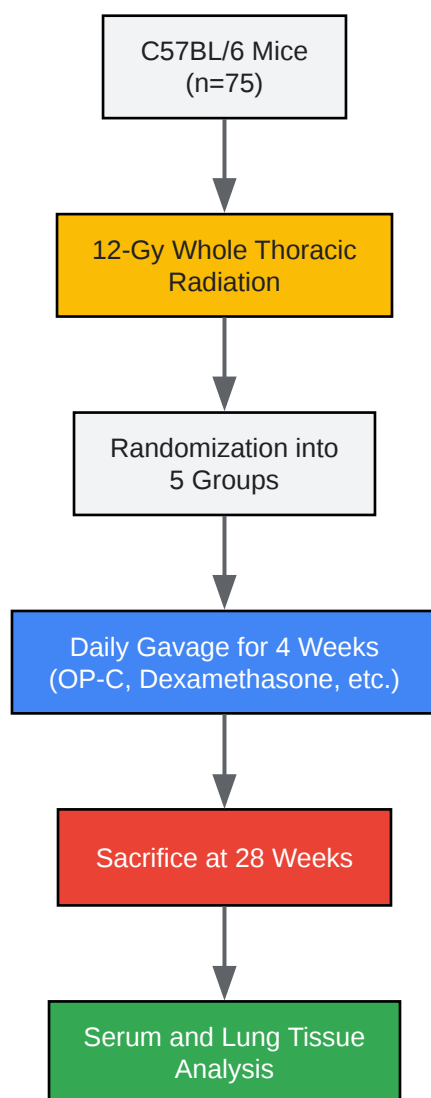 C57BL/6 Mice
(n=75)
12-Gy Whole Thoracic
Radiation
Randomization into
5 Groups
Daily Gavage for 4 Weeks
(OP-C, Dexamethasone, etc.)
Sacrifice at 28 Weeks
Serum and Lung Tissue
Analysis